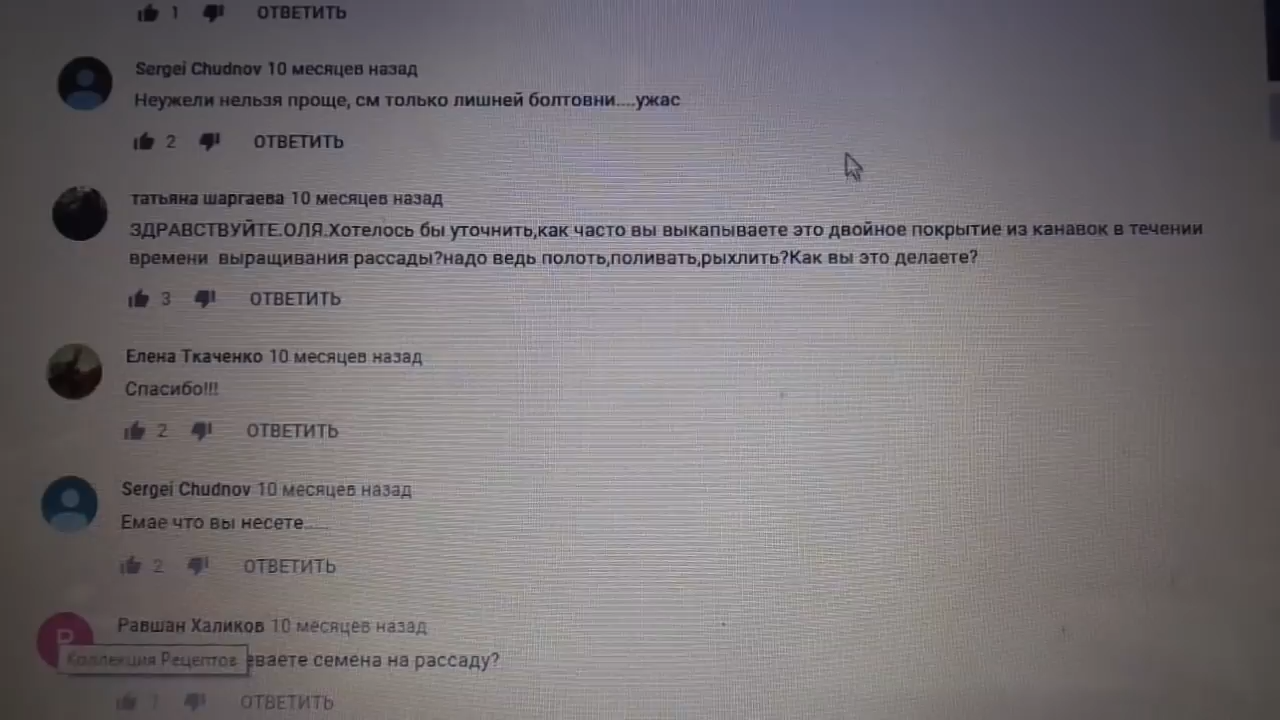 1 ОТВЕТИТЬ
Sergei Chudnov 10 месяцев назад
Неужели нельзя проще, см только лишней болтовни....ужас
2 ОТВЕТИТЬ
татьяна шаргаева 10 месяцев назад
ЗДРАВСТВУЙТЕ.ОЛЯ.Хотелось бы уточнить,как часто вы выкапываете это двойное покрытие из канавок в течении
времени выращивания рассады?надо ведь полоть,поливать,рыхлить?Как вы это делаете?
3 ОТВЕТИТЬ
Елена Ткаченко 10 месяцев назад
Спасибо!!!
2 ОТВЕТИТЬ
Sergei Chudnov 10 месяцев назад
Емае что вы несете.....
2 ОТВЕТИТЬ
Р
Равшан Халиков 10 месяцев назад
Коллекция Рецептов еваете семена на рассаду?
ОТВЕТИТЬ